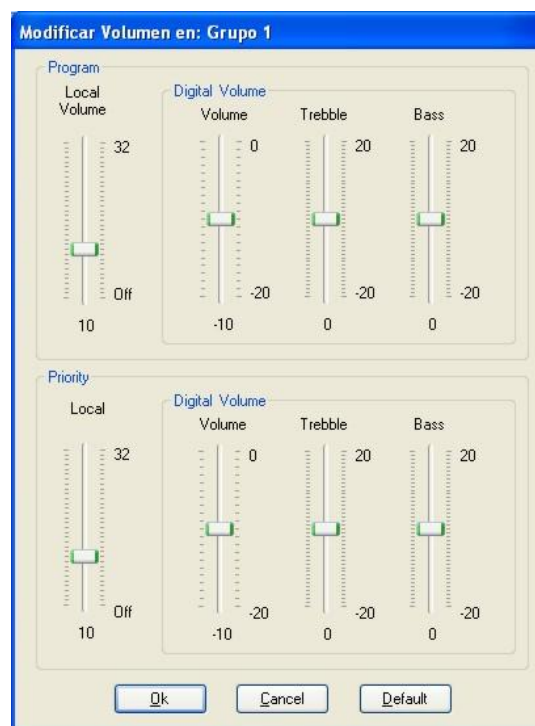 Modificar Volumen en: Grupo 1
Program
Local
Volume
Digital Volume
Volume Trebble Bass
32 0 20 20
Off -20 -20 -20
10 -10 0 0
Priority
Local
Digital Volume
Volume Trebble Bass
32 0 20 20
Off -20 -20 -20
10 -10 0 0
Ok Cancel Default